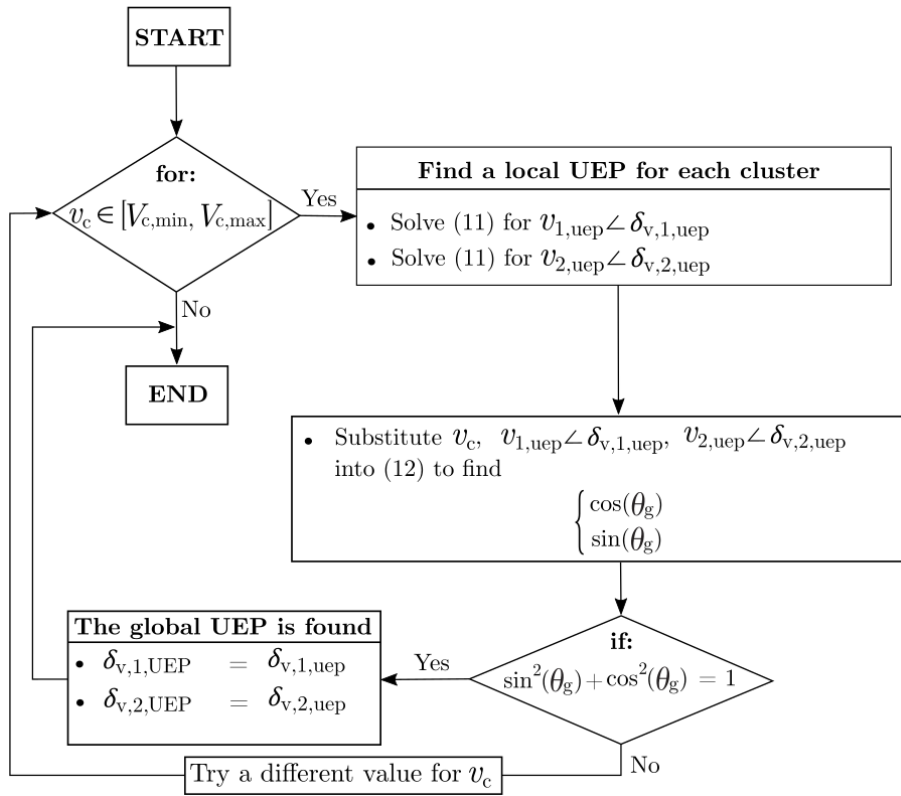 START
for:
v_c ∈ [V_c,min, V_c,max]
Yes
No
END
Find a local UEP for each cluster
• Solve (11) for v_1,uep∠δ_v,1,uep
• Solve (11) for v_2,uep∠δ_v,2,uep
• Substitute v_c, v_1,uep∠δ_v,1,uep, v_2,uep∠δ_v,2,uep
into (12) to find
{ cos(θ_g)
sin(θ_g)
if:
sin²(θ_g)+cos²(θ_g) = 1
Yes
No
The global UEP is found
• δ_v,1,UEP = δ_v,1,uep
• δ_v,2,UEP = δ_v,2,uep
Try a different value for v_c